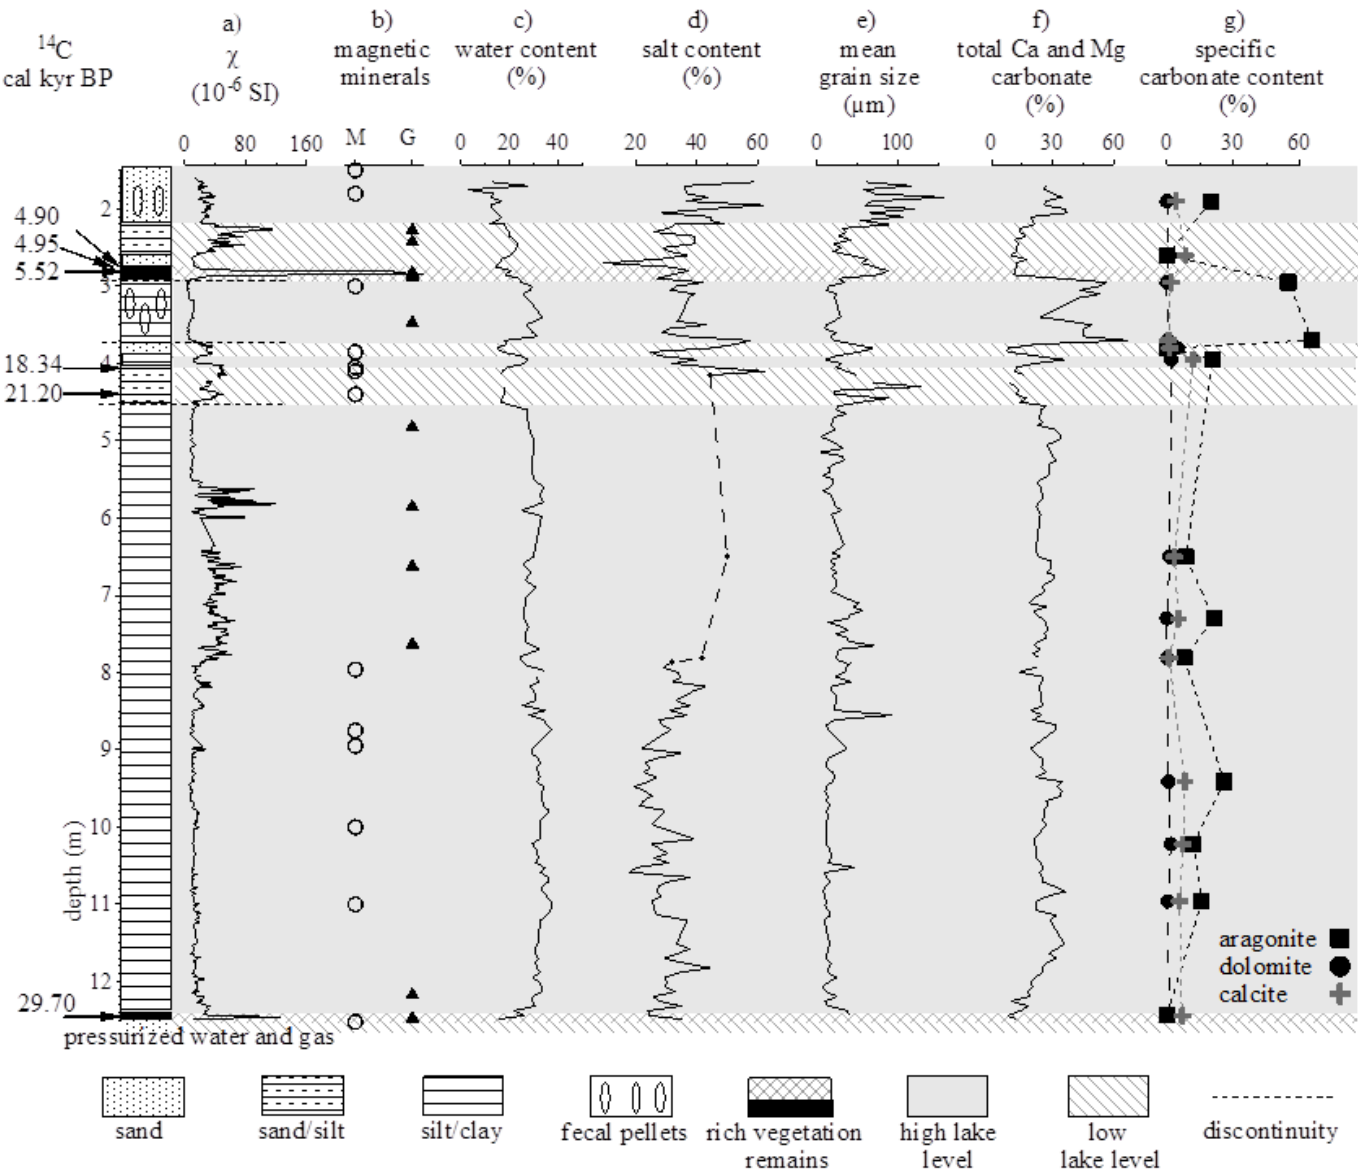 ¹⁴C
cal kyr BP
a)
χ
(10⁻⁶ SI)
b)
magnetic
minerals
c)
water content
(%)
d)
salt content
(%)
e)
mean
grain size
(µm)
f)
total Ca and Mg
carbonate
(%)
g)
specific
carbonate content
(%)
0 80 160
M G
0 20 40
20 40 60
0 100
0 30 60
0 30 60
4.90
4.95
5.52
18.34
21.20
29.70
2
3
4
5
6
7
8
9
10
11
12
depth (m)
aragonite
dolomite
calcite
pressurized water and gas
sand
sand/silt
silt/clay
fecal pellets
rich vegetation
remains
high lake
level
low
lake level
discontinuity